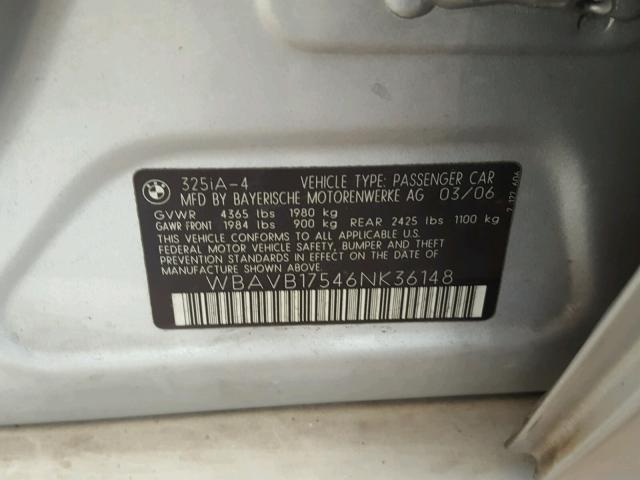 BMW
325iA-4 VEHICLE TYPE: PASSENGER CAR
MFD BY BAYERISCHE MOTORENWERKE AG 03/06
GVWR 4365 lbs 1980 kg
GAWR FRONT 1984 lbs 900 kg REAR 2425 lbs 1100 kg
THIS VEHICLE CONFORMS TO ALL APPLICABLE U.S.
FEDERAL MOTOR VEHICLE SAFETY, BUMPER AND THEFT
PREVENTION STANDARDS IN EFFECT ON THE DATE OF
MANUFACTURE SHOWN ABOVE.
WBAVB17546NK36148